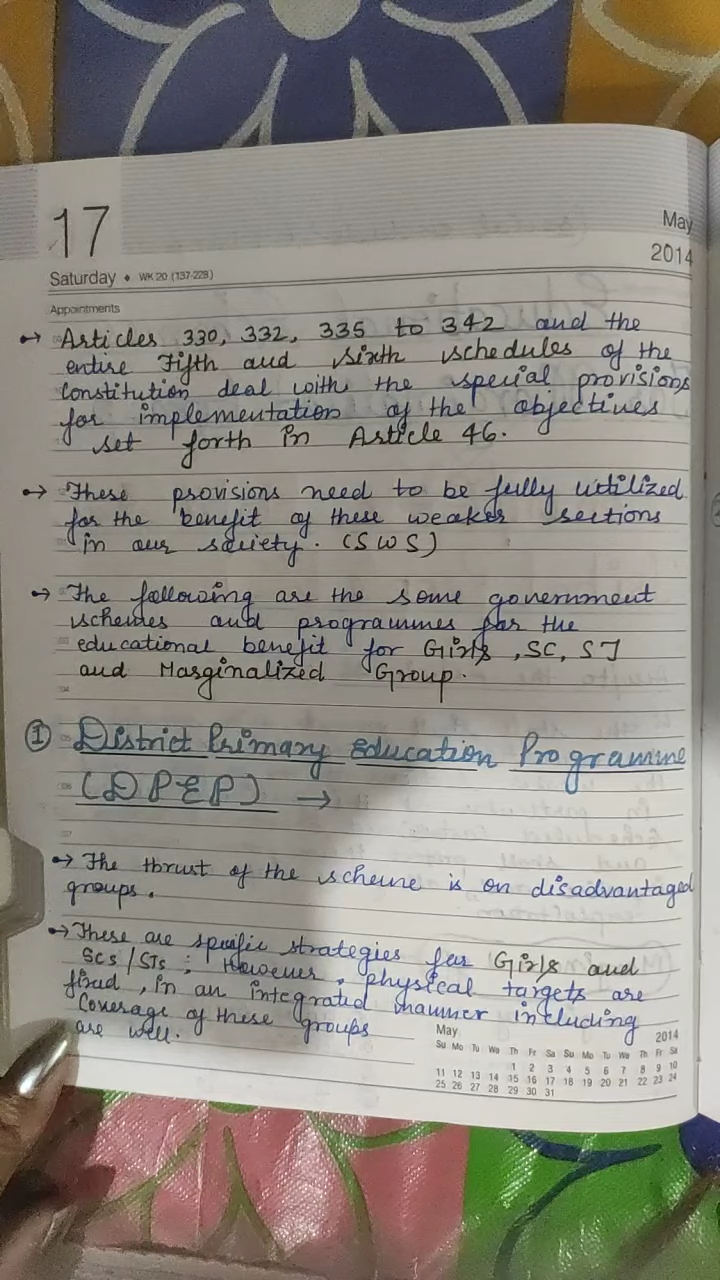 17
May
2014
Saturday • WK 20 (137-228)
Appointments
↦ Articles 330, 332, 335 to 342 and the
entire Fifth and Sixth schedules of the
Constitution deal with the special provisions
for implementation of the objectives
set forth in Article 46.
↦ These provisions need to be fully utilized
for the benefit of these weaker sections
in our society. (SWS)
↦ The following are the some government
schemes and programmes for the
educational benefit for Girls, SC, ST
and Marginalized Group.
① District Primary Education Programme
(DPEP) →
↦ The thrust of the scheme is on disadvantaged
groups.
↦ These are specific strategies for Girls and
SCs/STs ; However, physical targets are
fixed, in an integrated manner including
Coverage of these groups
are well.
May 2014
Su Mo Tu We Th Fr Sa Su Mo Tu We Th Fr Sa
1 2 3 4 5 6 7 8 9 10
11 12 13 14 15 16 17 18 19 20 21 22 23 24
25 26 27 28 29 30 31